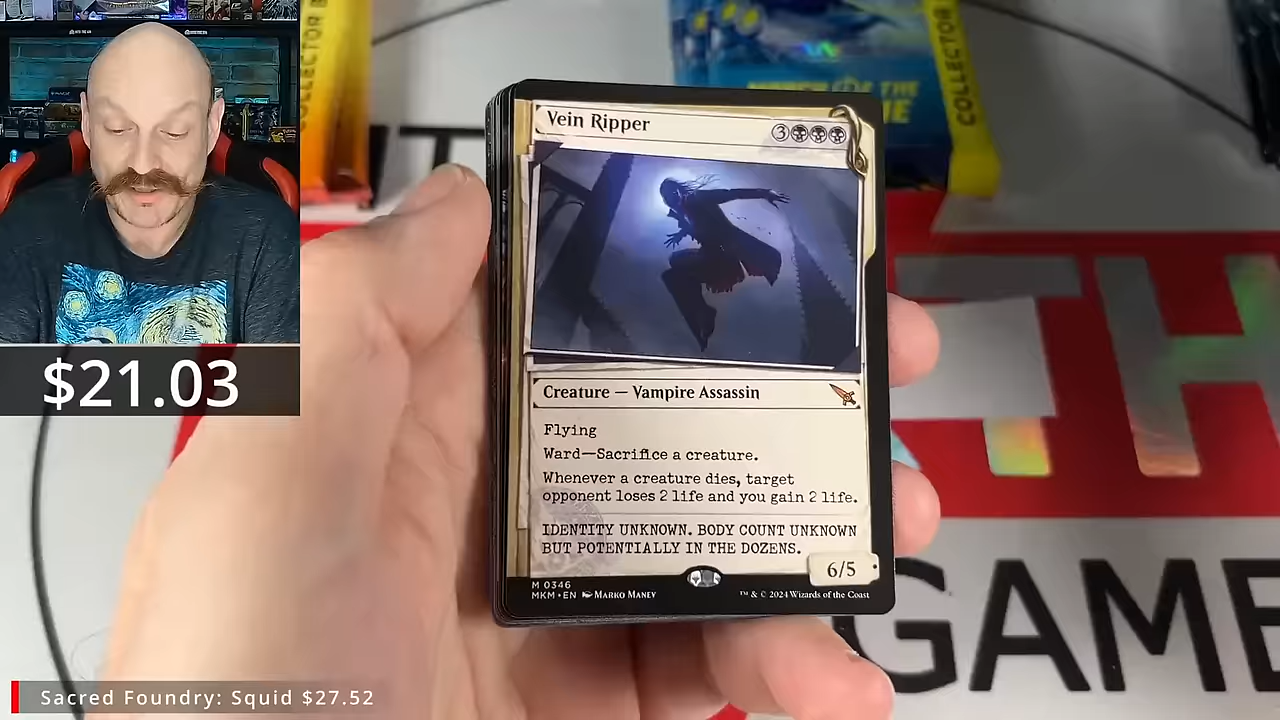 COLLECTOR B
COLLECTOR
Vein Ripper
3
Creature — Vampire Assassin
Flying
Ward—Sacrifice a creature.
Whenever a creature dies, target
opponent loses 2 life and you gain 2 life.
IDENTITY UNKNOWN. BODY COUNT UNKNOWN
BUT POTENTIALLY IN THE DOZENS.
6/5
M 0346
MKM • EN Marko Manev
™ & © 2024 Wizards of the Coast
$21.03
GAME
Sacred Foundry: Squid $27.52